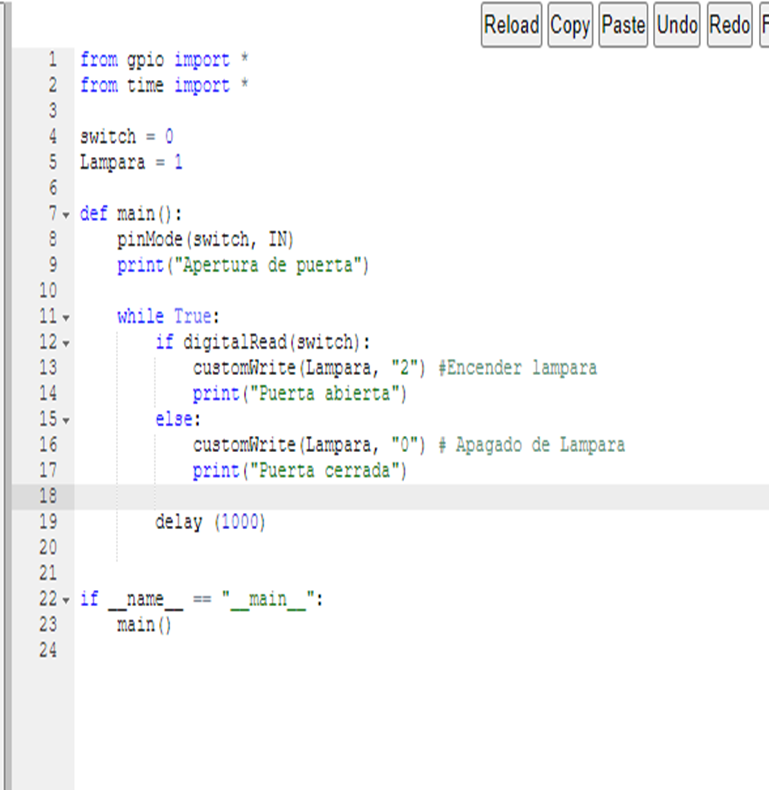 Reload Copy Paste Undo Redo F
1 from gpio import *
2 from time import *
3
4 switch = 0
5 Lampara = 1
6
7 def main():
8     pinMode(switch, IN)
9     print("Apertura de puerta")
10
11     while True:
12         if digitalRead(switch):
13             customWrite(Lampara, "2") #Encender lampara
14             print("Puerta abierta")
15         else:
16             customWrite(Lampara, "0") # Apagado de Lampara
17             print("Puerta cerrada")
18
19         delay (1000)
20
21
22 if __name__ == "__main__":
23     main()
24